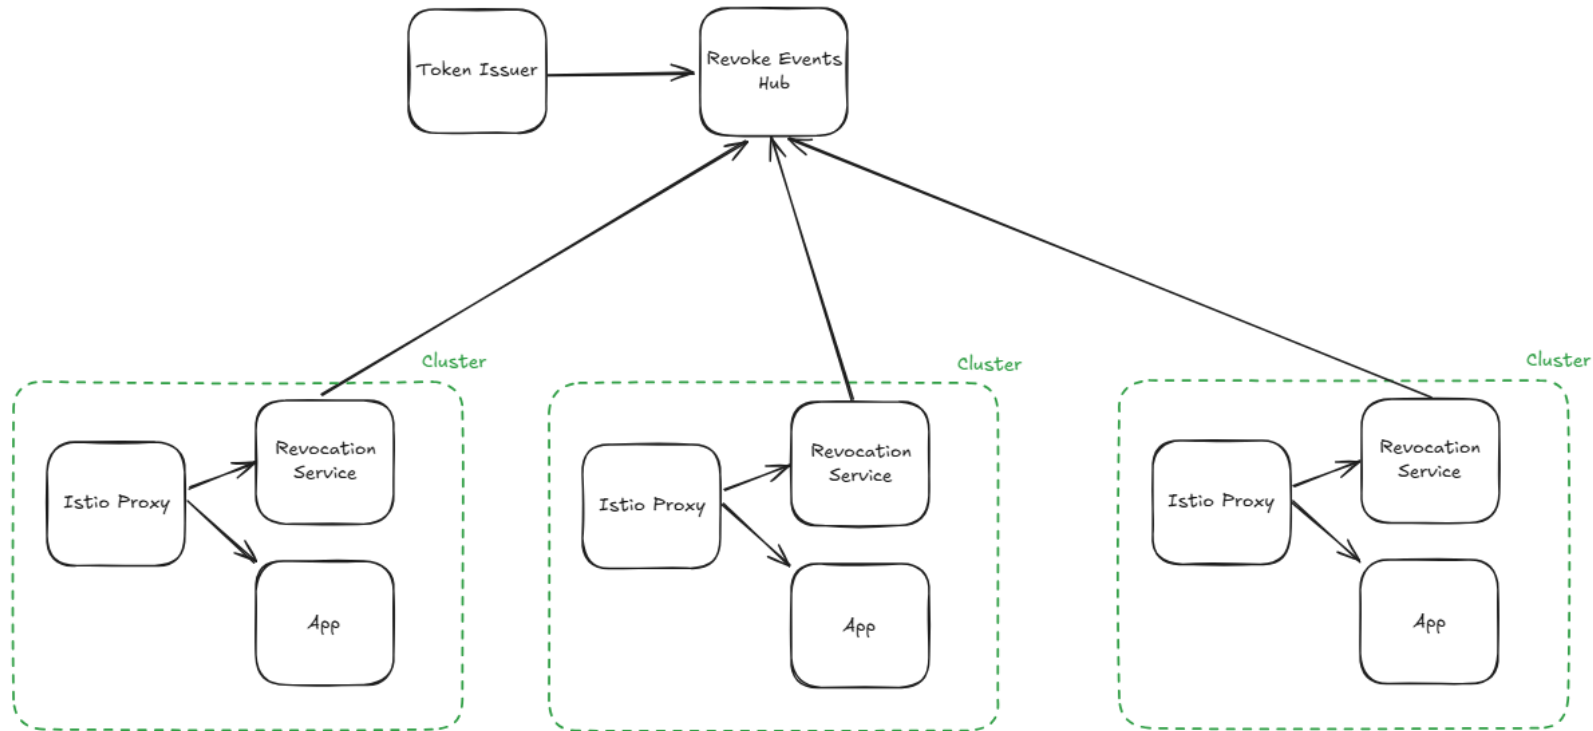 Token Issuer
Revoke Events
Hub
Cluster
Cluster
Cluster
Revocation
Service
Istio Proxy
App
Revocation
Service
Istio Proxy
App
Revocation
Service
Istio Proxy
App